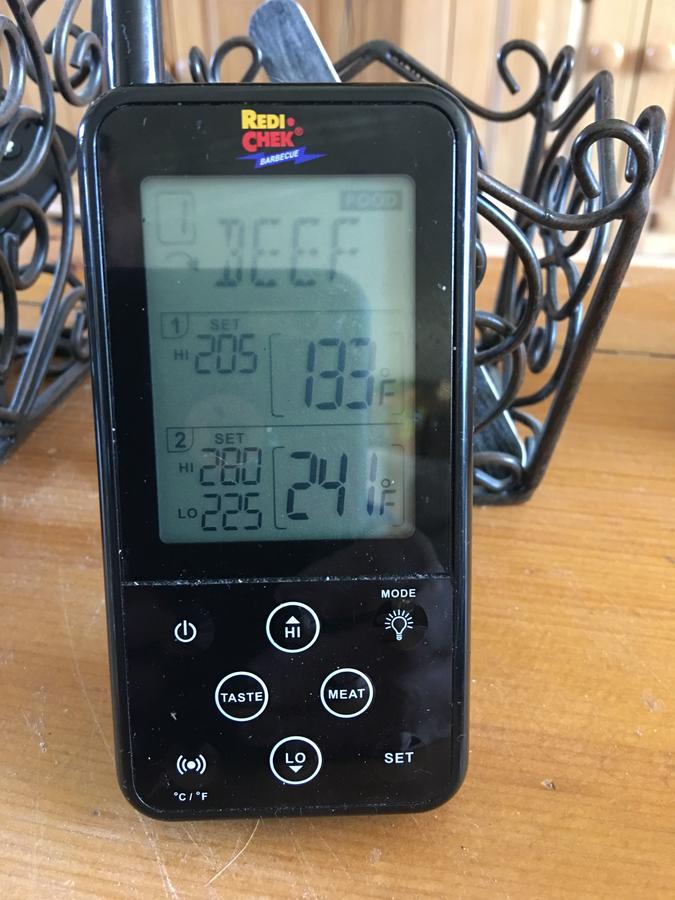 REDI
CHEK®
BARBECUE
1 FOOD
BEEF
1 SET
HI 205 133°F
2 SET
HI 280 241°F
LO 225
MODE
HI
TASTE MEAT
LO SET
°C/°F